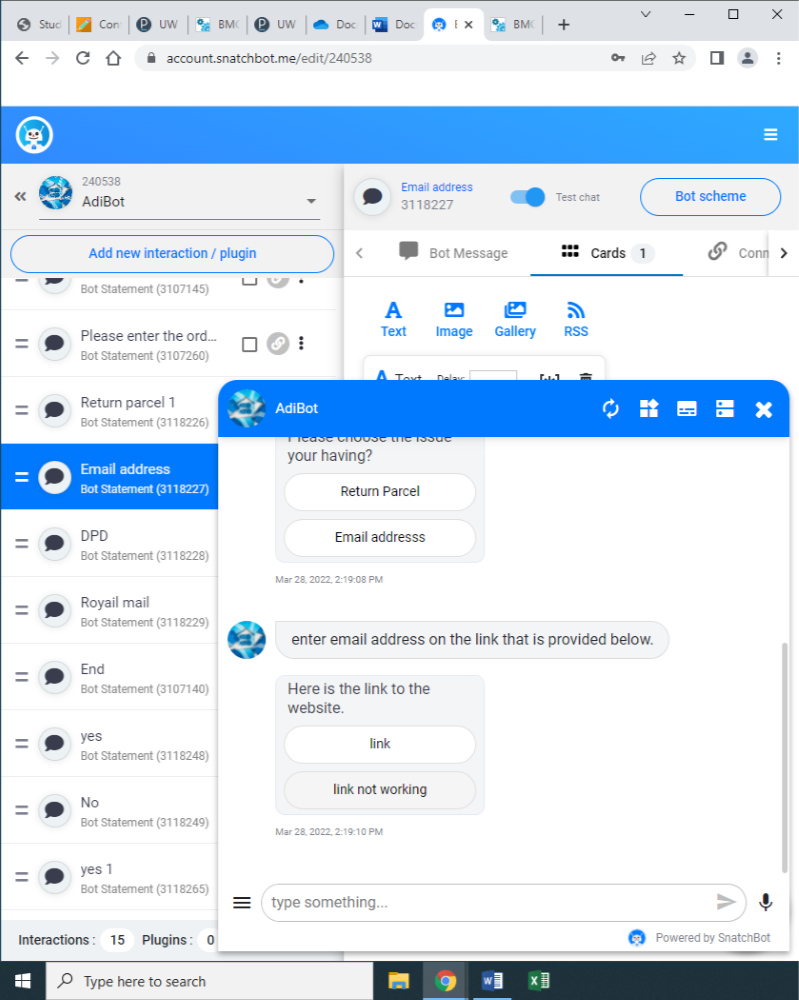 Stud
Con
UW
BMC
UW
BMC
UW
Doc
Doc
E
BMC
account.snatchbot.me/edit/240538
240538
AdiBot
Email address
3118227
Test chat
Bot scheme
Add new interaction / plugin
Bot Message
Cards 1
Conn
Bot Statement (3107145)
Text
Image
Gallery
RSS
Please enter the ord...
Bot Statement (3107260)
Text
Delay:
Return parcel 1
Bot Statement (3118226)
AdiBot
Email address
Bot Statement (3118227)
Please choose the issue
your having?
Return Parcel
Email addresss
Mar 28, 2022, 2:19:08 PM
DPD
Bot Statement (3118228)
Royail mail
Bot Statement (3118229)
enter email address on the link that is provided below.
End
Bot Statement (3107140)
Here is the link to the
website.
link
link not working
Mar 28, 2022, 2:19:10 PM
yes
Bot Statement (3118248)
No
Bot Statement (3118249)
yes 1
Bot Statement (3118265)
type something...
Interactions : 15 Plugins : 0
Powered by SnatchBot
Type here to search